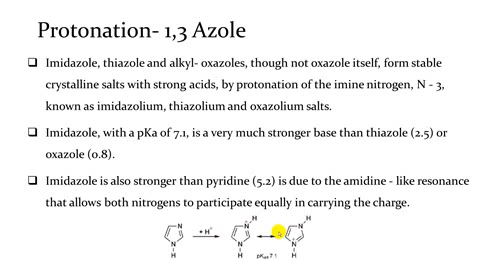 Protonation- 1,3 Azole
❑ Imidazole, thiazole and alkyl- oxazoles, though not oxazole itself, form stable
crystalline salts with strong acids, by protonation of the imine nitrogen, N - 3,
known as imidazolium, thiazolium and oxazolium salts.
❑ Imidazole, with a pKa of 7.1, is a very much stronger base than thiazole (2.5) or
oxazole (0.8).
❑ Imidazole is also stronger than pyridine (5.2) is due to the amidine - like resonance
that allows both nitrogens to participate equally in carrying the charge.
N N H + H⁺ H N + N H H N N + H
pKaH 7.1